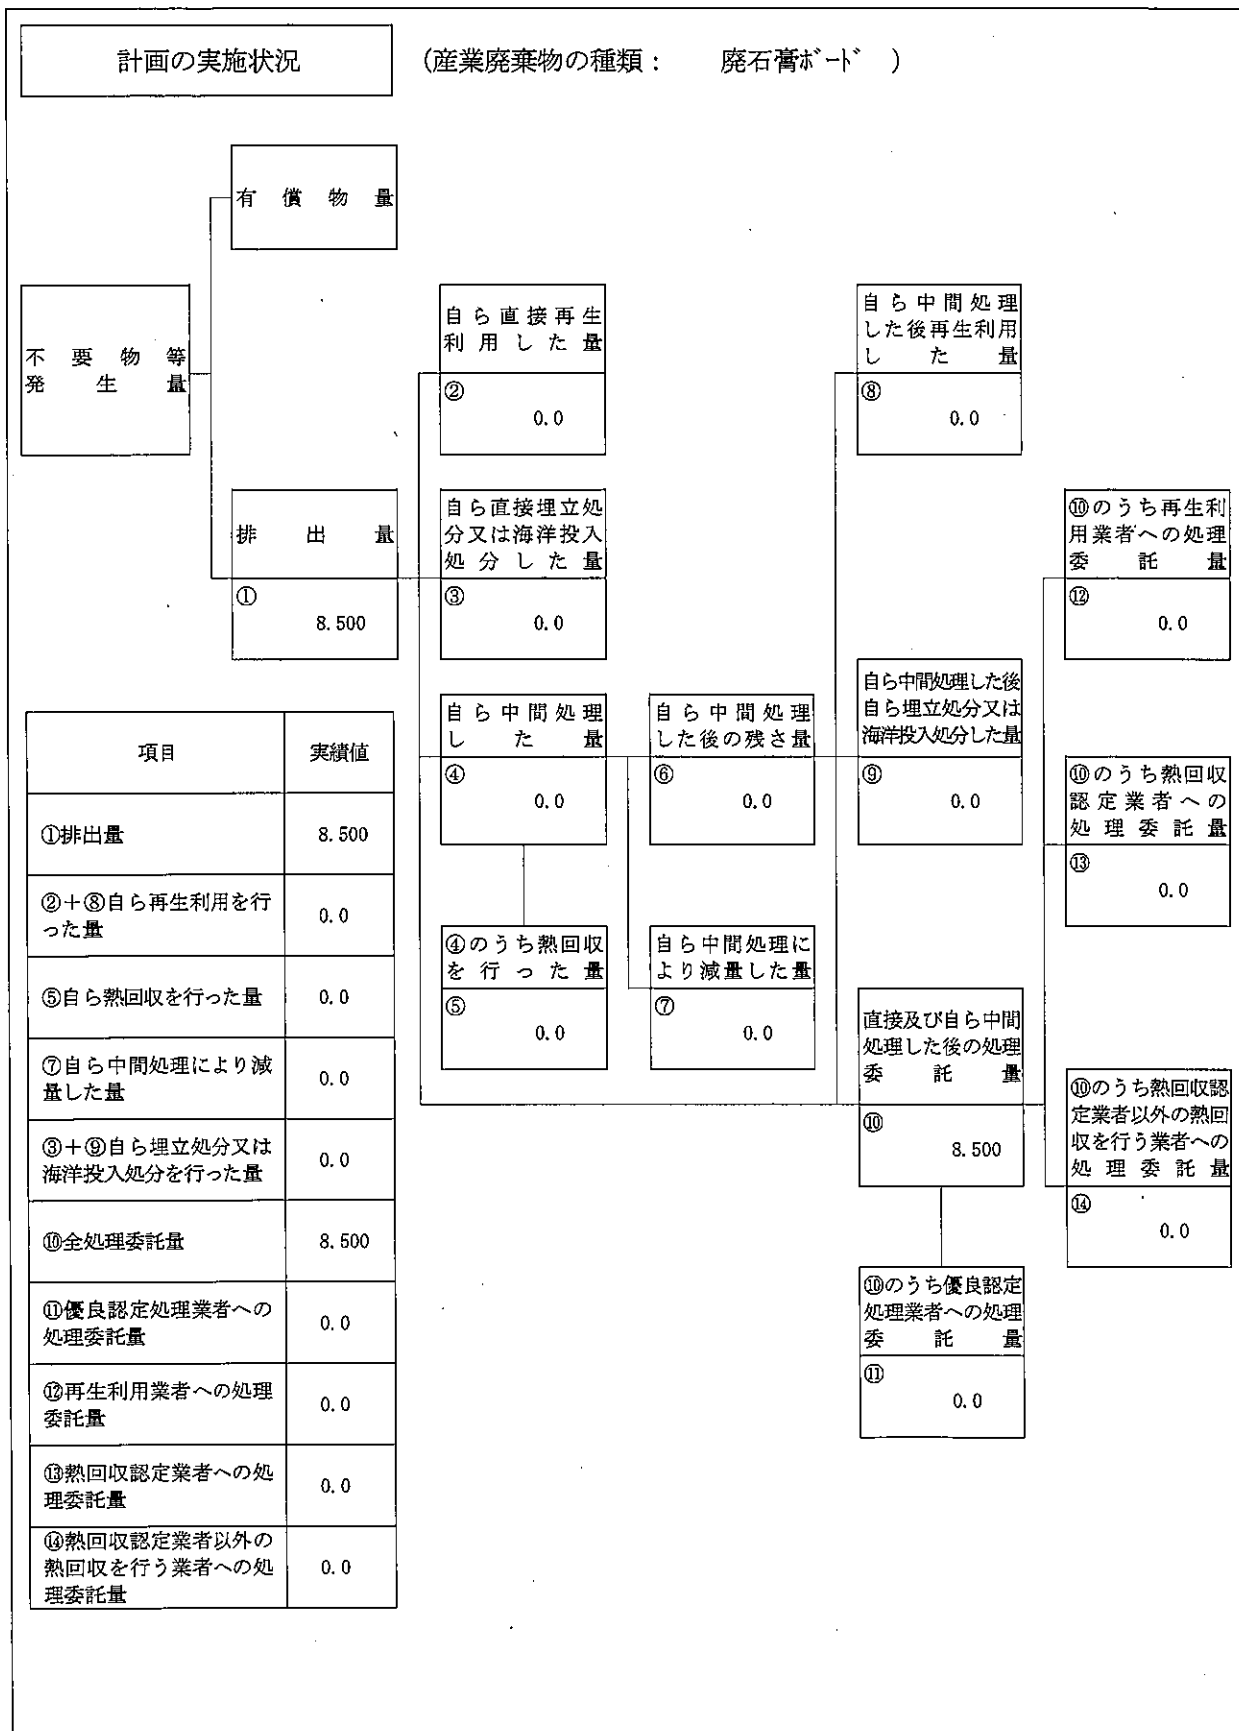 計画の実施状況
(産業廃棄物の種類： 廃石膏ボード )
有償物量
不要物等
発生量
排出量
①
8.500
自ら直接再生
利用した量
②
0.0
自ら直接埋立処
分又は海洋投入
処分した量
③
0.0
自ら中間処理
した量
④
0.0
④のうち熱回収
を行った量
⑤
0.0
自ら中間処理
した後の残さ量
⑥
0.0
自ら中間処理に
より減量した量
⑦
0.0
自ら中間処理
した後再生利用
した量
⑧
0.0
自ら中間処理した後
自ら埋立処分又は
海洋投入処分した量
⑨
0.0
直接及び自ら中間
処理した後の処理
委託量
⑩
8.500
⑩のうち優良認定
処理業者への処理
委託量
⑪
0.0
⑩のうち再生利
用業者への処理
委託量
⑫
0.0
⑩のうち熱回収
認定業者への
処理委託量
⑬
0.0
⑩のうち熱回収認
定業者以外の熱回
収を行う業者への
処理委託量
⑭
0.0
項目 実績値
①排出量 8.500
②＋⑧自ら再生利用を行
った量 0.0
⑤自ら熱回収を行った量 0.0
⑦自ら中間処理により減
量した量 0.0
③＋⑨自ら埋立処分又は
海洋投入処分を行った量 0.0
⑩全処理委託量 8.500
⑪優良認定処理業者への
処理委託量 0.0
⑫再生利用業者への処理
委託量 0.0
⑬熱回収認定業者への処
理委託量 0.0
⑭熱回収認定業者以外の
熱回収を行う業者への処
理委託量 0.0